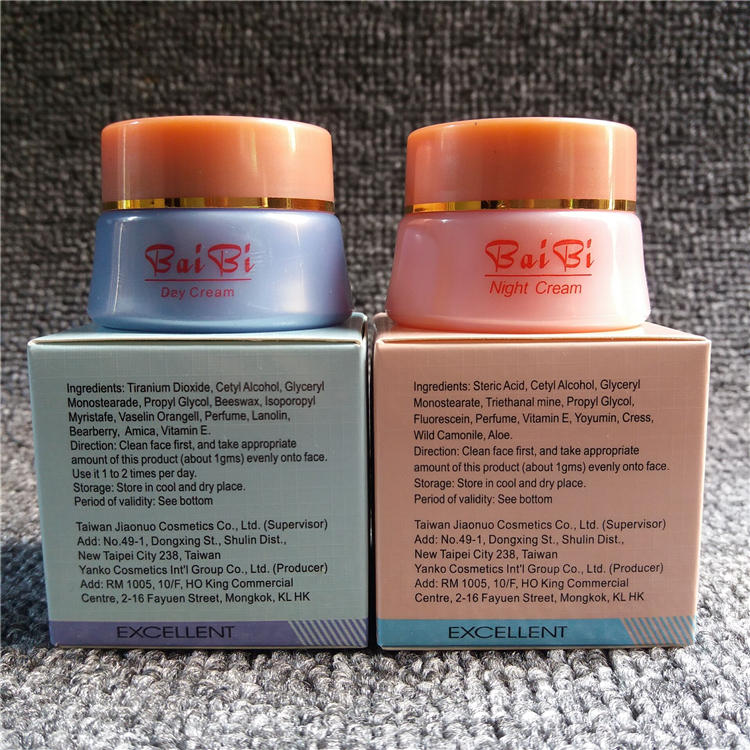 BaiBi
Day Cream
Ingredients: Tiranium Dioxide, Cetyl Alcohol, Glyceryl
Monostearade, Propyl Glycol, Beeswax, Isoporopyl
Myristafe, Vaselin Orangell, Perfume, Lanolin,
Bearberry, Amica, Vitamin E.
Direction: Clean face first, and take appropriate
amount of this product (about 1gms) evenly onto face.
Use it 1 to 2 times per day.
Storage: Store in cool and dry place.
Period of validity: See bottom
Taiwan Jiaonuo Cosmetics Co., Ltd. (Supervisor)
Add: No.49-1, Dongxing St., Shulin Dist.,
New Taipei City 238, Taiwan
Yanko Cosmetics Int'l Group Co., Ltd. (Producer)
Add: RM 1005, 10/F, HO King Commercial
Centre, 2-16 Fayuen Street, Mongkok, KL HK
EXCELLENT
BaiBi
Night Cream
Ingredients: Steric Acid, Cetyl Alcohol, Glyceryl
Monostearate, Triethanal mine, Propyl Glycol,
Fluorescein, Perfume, Vitamin E, Yoyumin, Cress,
Wild Camonile, Aloe.
Direction: Clean face first, and take appropriate
amount of this product (about 1gms) evenly onto face.
Storage: Store in cool and dry place.
Period of validity: See bottom
Taiwan Jiaonuo Cosmetics Co., Ltd. (Supervisor)
Add: No.49-1, Dongxing St., Shulin Dist.,
New Taipei City 238, Taiwan
Yanko Cosmetics Int'l Group Co., Ltd. (Producer)
Add: RM 1005, 10/F, HO King Commercial
Centre, 2-16 Fayuen Street, Mongkok, KL HK
EXCELLENT